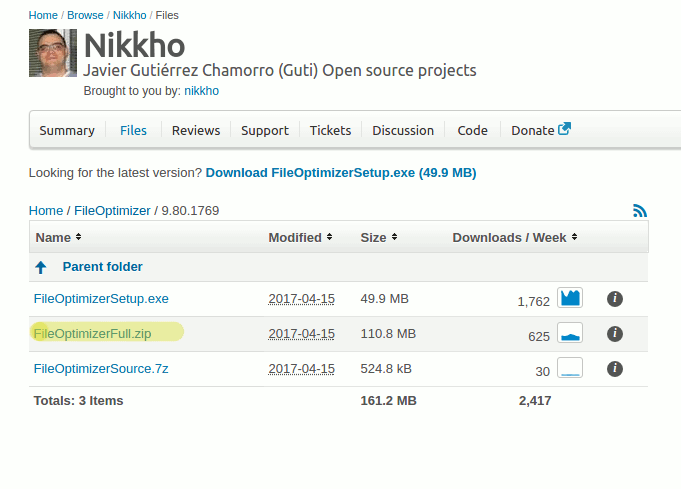 Home / Browse / Nikkho / Files
Nikkho
Javier Gutiérrez Chamorro (Guti) Open source projects
Brought to you by: nikkho
Summary Files Reviews Support Tickets Discussion Code Donate
Looking for the latest version? Download FileOptimizerSetup.exe (49.9 MB)
Home / FileOptimizer / 9.80.1769
Name Modified Size Downloads / Week
Parent folder
FileOptimizerSetup.exe 2017-04-15 49.9 MB 1,762 i
FileOptimizerFull.zip 2017-04-15 110.8 MB 625 i
FileOptimizerSource.7z 2017-04-15 524.8 kB 30 i
Totals: 3 Items 161.2 MB 2,417